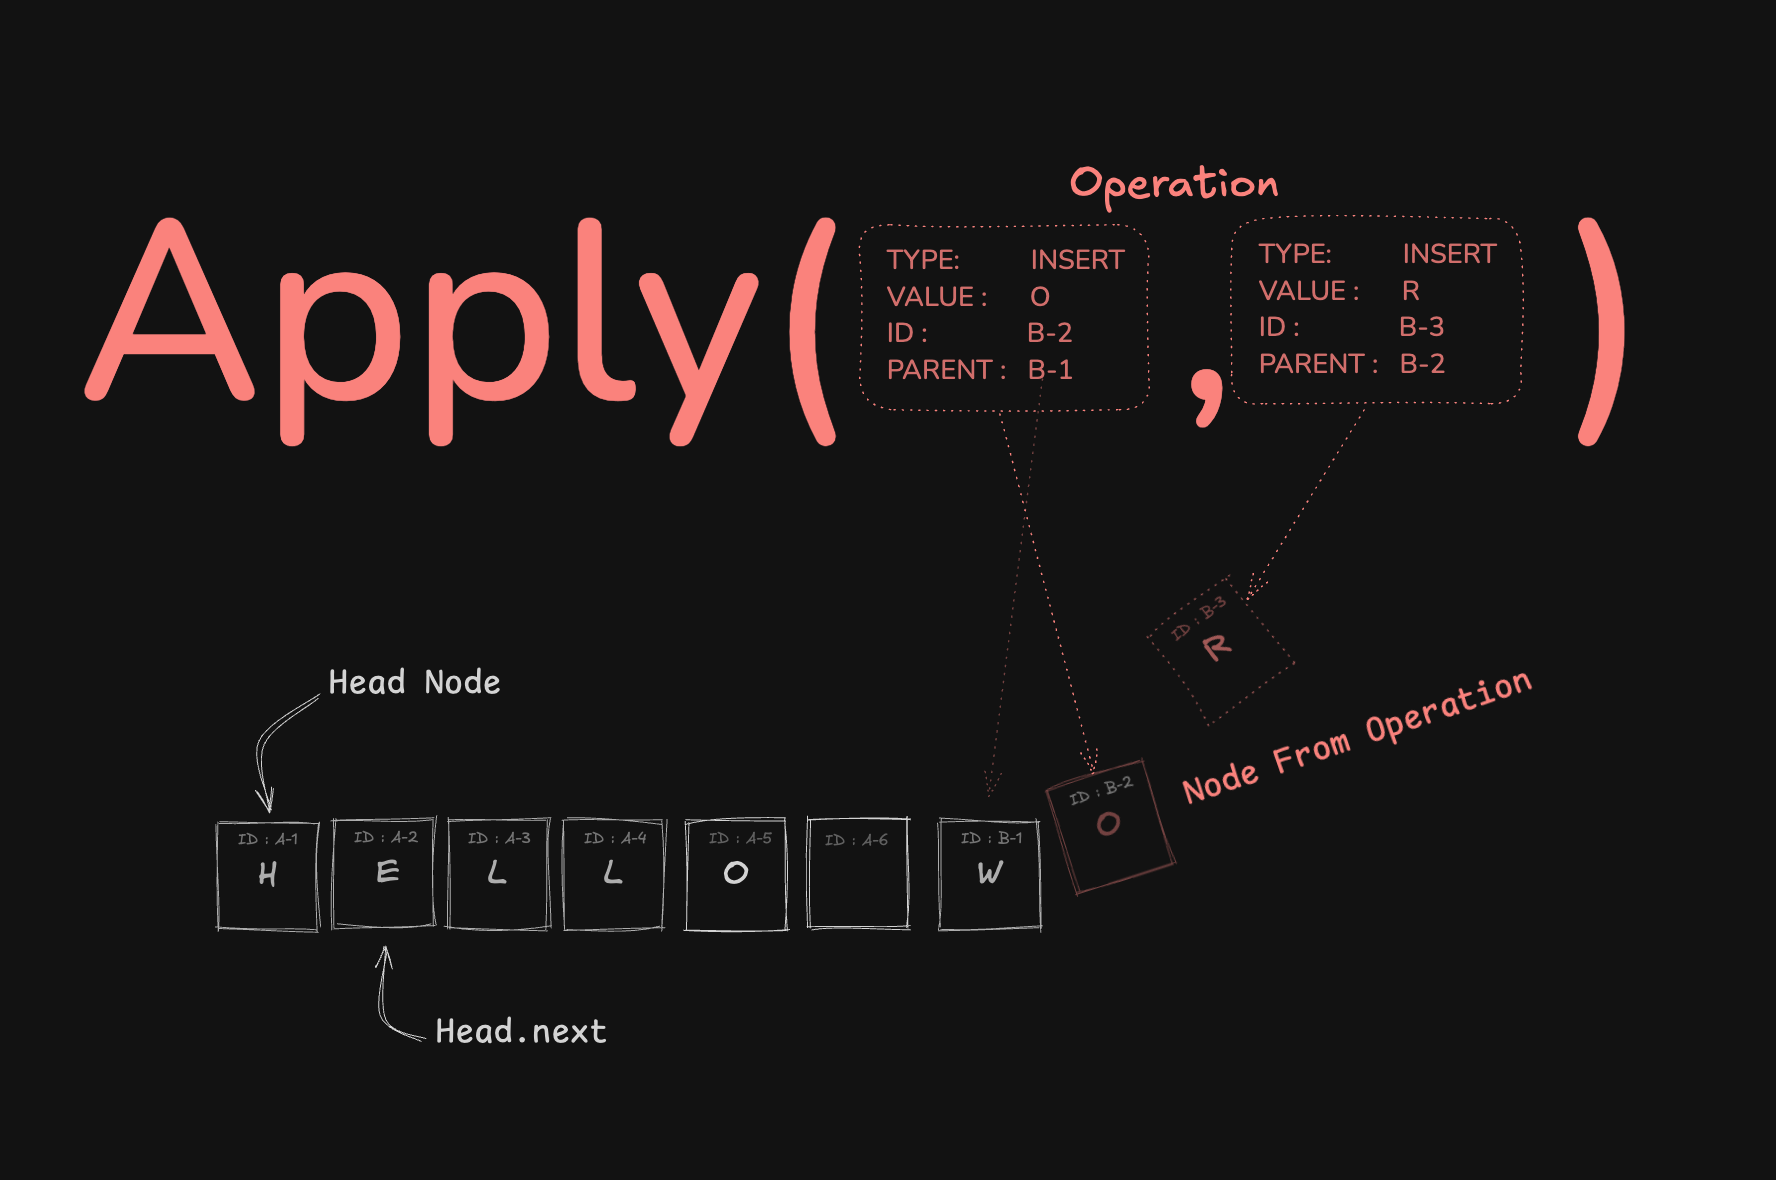 Operation
Apply( , )
TYPE: INSERT
VALUE : O
ID : B-2
PARENT : B-1
TYPE: INSERT
VALUE : R
ID : B-3
PARENT : B-2
ID : B-3
R
Head Node
Node From Operation
ID : B-2
O
ID : A-1
H
ID : A-2
E
ID : A-3
L
ID : A-4
L
ID : A-5
O
ID : A-6
ID : B-1
W
Head.next